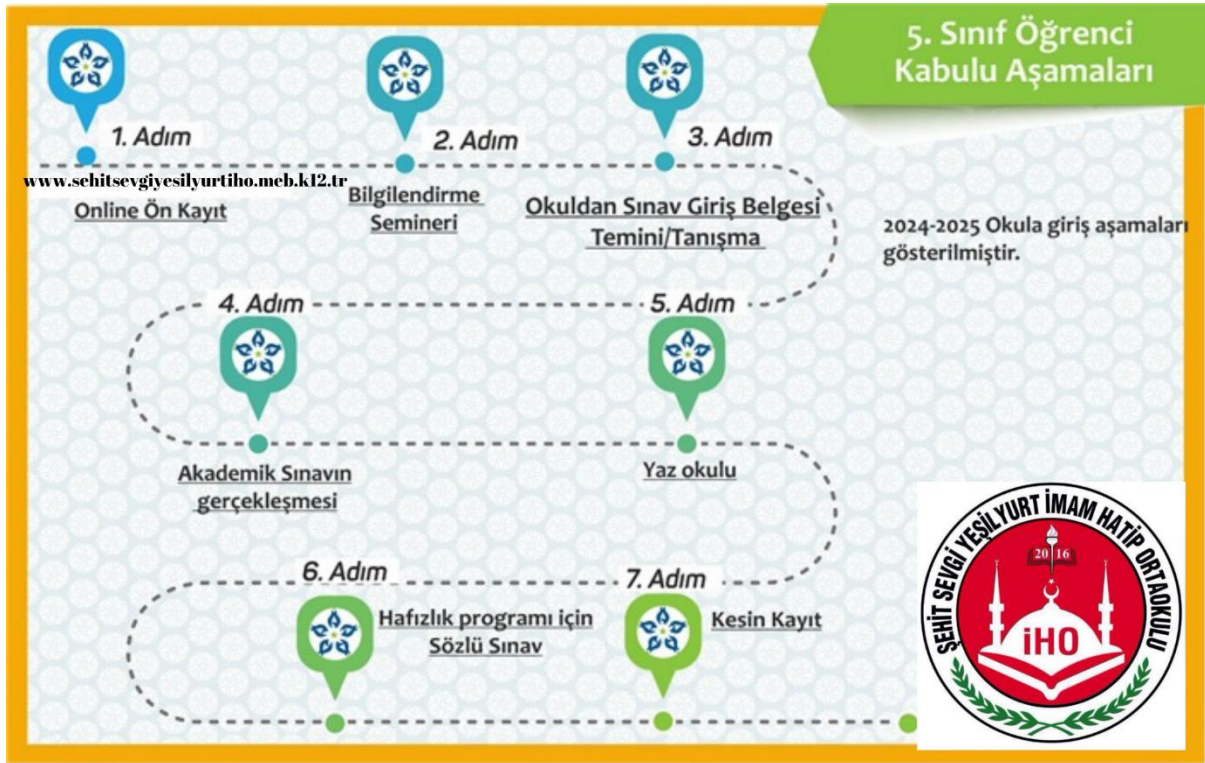 5. Sınıf Öğrenci
Kabulu Aşamaları
1. Adım
2. Adım
3. Adım
www.sehitsevgiyesilyurtiho.meb.k12.tr
Online Ön Kayıt
Bilgilendirme
Semineri
Okuldan Sınav Giriş Belgesi
Temini/Tanışma
2024-2025 Okula giriş aşamaları
gösterilmiştir.
4. Adım
5. Adım
Akademik Sınavın
gerçekleşmesi
Yaz okulu
6. Adım
7. Adım
Hafızlık programı için
Sözlü Sınav
Kesin Kayıt
ŞEHİT SEVGİ YEŞİLYURT İMAM HATİP ORTAOKULU
20 16
iHO